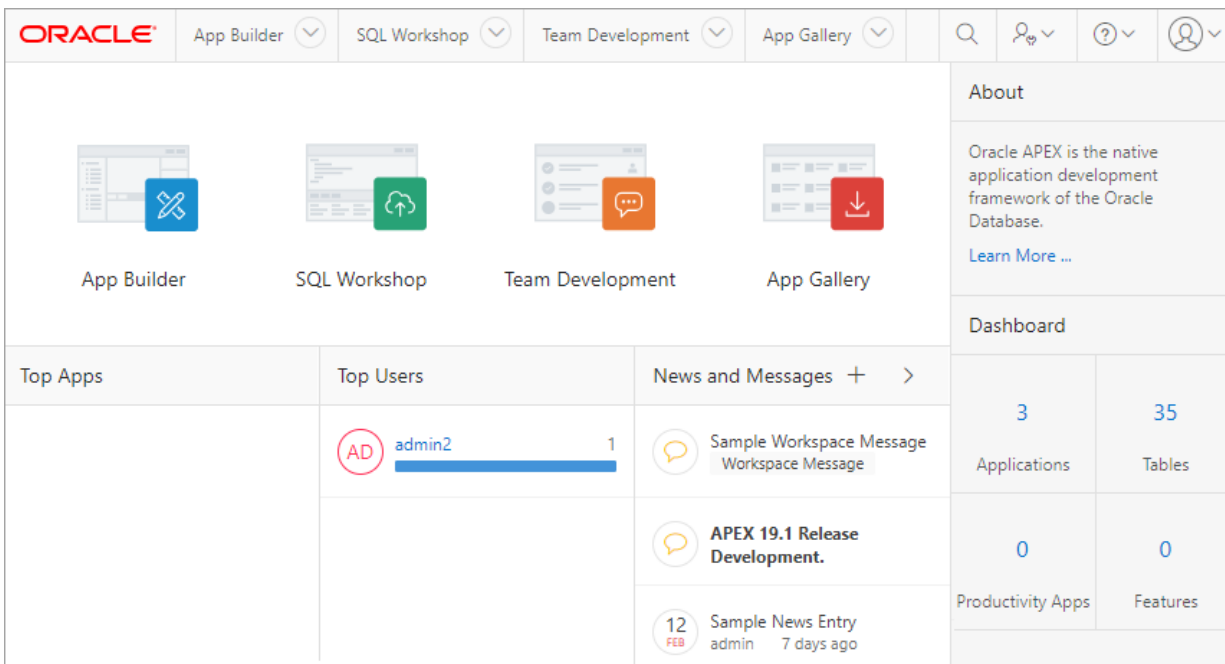 ORACLE
App Builder
SQL Workshop
Team Development
App Gallery
App Builder
SQL Workshop
Team Development
App Gallery
About
Oracle APEX is the native
application development
framework of the Oracle
Database.
Learn More ...
Dashboard
3
Applications
35
Tables
0
Productivity Apps
0
Features
Top Apps
Top Users
AD
admin2
1
News and Messages
Sample Workspace Message
Workspace Message
APEX 19.1 Release
Development.
12
FEB
Sample News Entry
admin 7 days ago